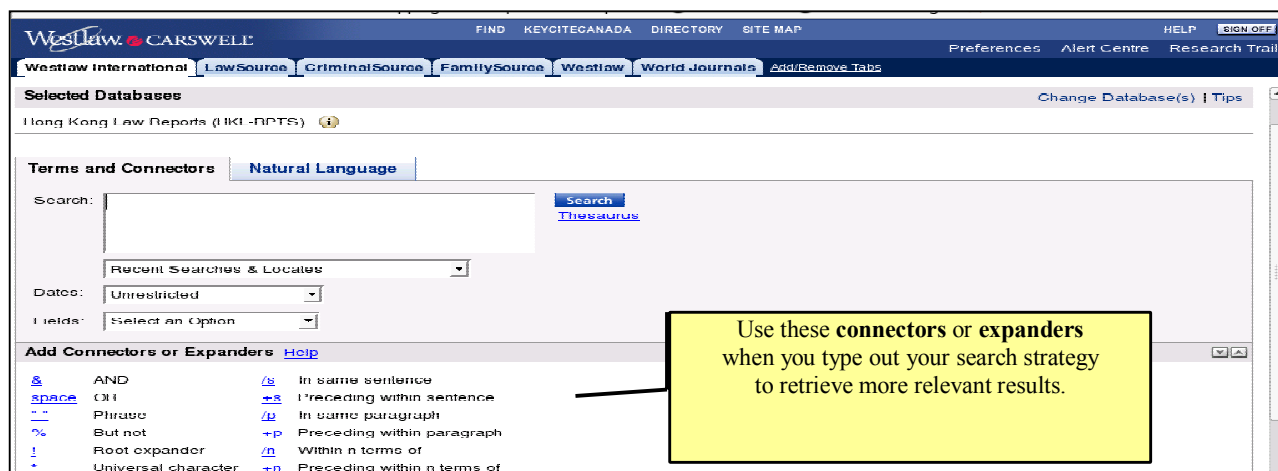 Westlaw. CARSWELL
FIND KEYCITECANADA DIRECTORY SITE MAP HELP SIGN OFF
Preferences Alert Centre Research Trail
Westlaw International LawSource CriminalSource FamilySource Westlaw World Journals Add/Remove Tabs
Selected Databases Change Database(s) | Tips
Hong Kong Law Reports (HKL-RPTS)
Terms and Connectors Natural Language
Search: Search
Thesaurus
Recent Searches & Locates
Dates: Unrestricted
Fields: Select an Option
Use these connectors or expanders
when you type out your search strategy
to retrieve more relevant results.
Add Connectors or Expanders Help
& AND /s In same sentence
space OR +s Preceding within sentence
" " Phrase /p In same paragraph
% But not +p Preceding within paragraph
! Root expander /n Within n terms of
* Universal character +n Preceding within n terms of